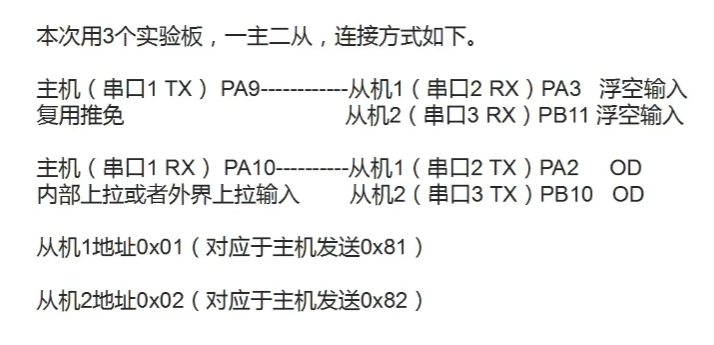 本次用3个实验板，一主二从，连接方式如下。
主机（串口1 TX ） PA9------------从机1（串口2 RX）PA3 浮空输入
复用推免 从机2（串口3 RX）PB11 浮空输入
主机（串口1 RX ） PA10----------从机1（串口2 TX）PA2 OD
内部上拉或者外界上拉输入 从机2（串口3 TX）PB10 OD
从机1地址0x01（对应于主机发送0x81）
从机2地址0x02（对应于主机发送0x82）